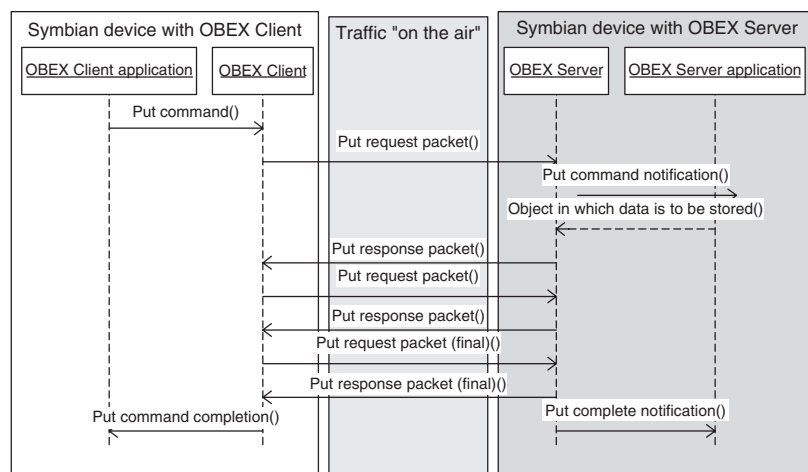 Symbian device with OBEX Client
Traffic "on the air"
Symbian device with OBEX Server
OBEX Client application
OBEX Client
OBEX Server
OBEX Server application
Put command()
Put request packet()
Put command notification()
Object in which data is to be stored()
Put response packet()
Put request packet()
Put response packet()
Put request packet (final)()
Put response packet (final)()
Put command completion()
Put complete notification()